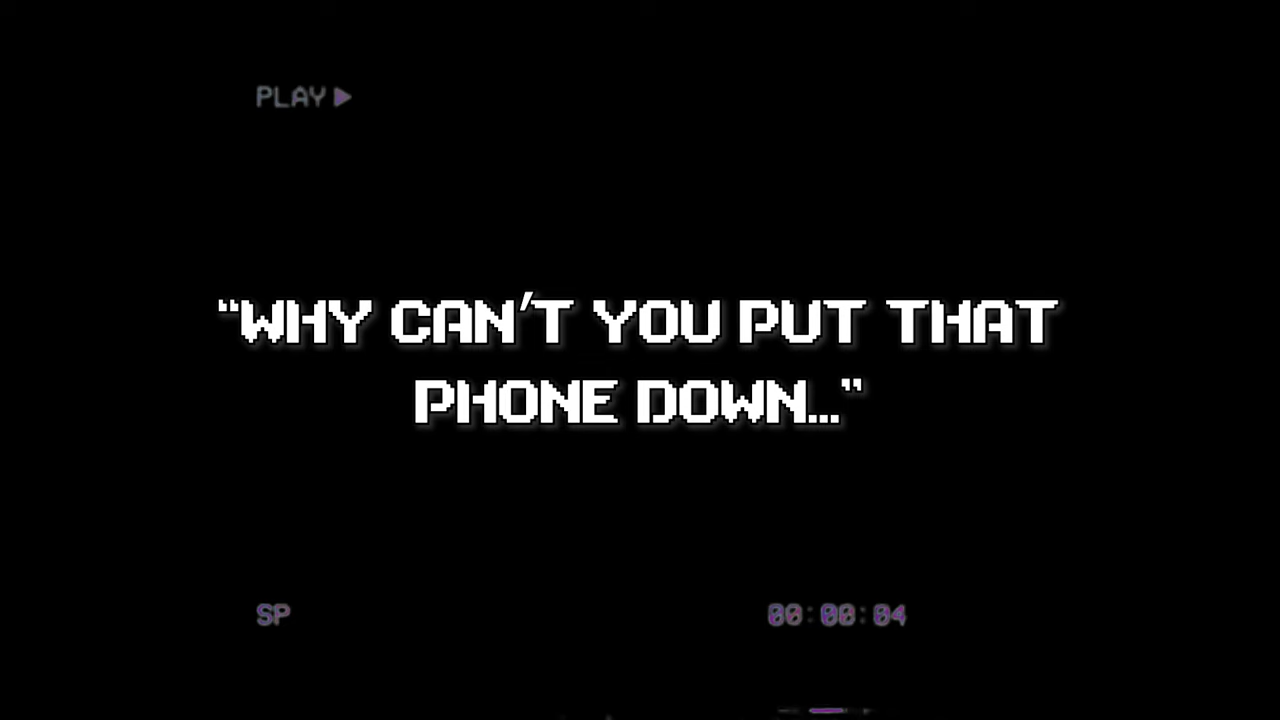 PLAY ▶
“WHY CAN'T YOU PUT THAT
PHONE DOWN...”
SP 00:00:04